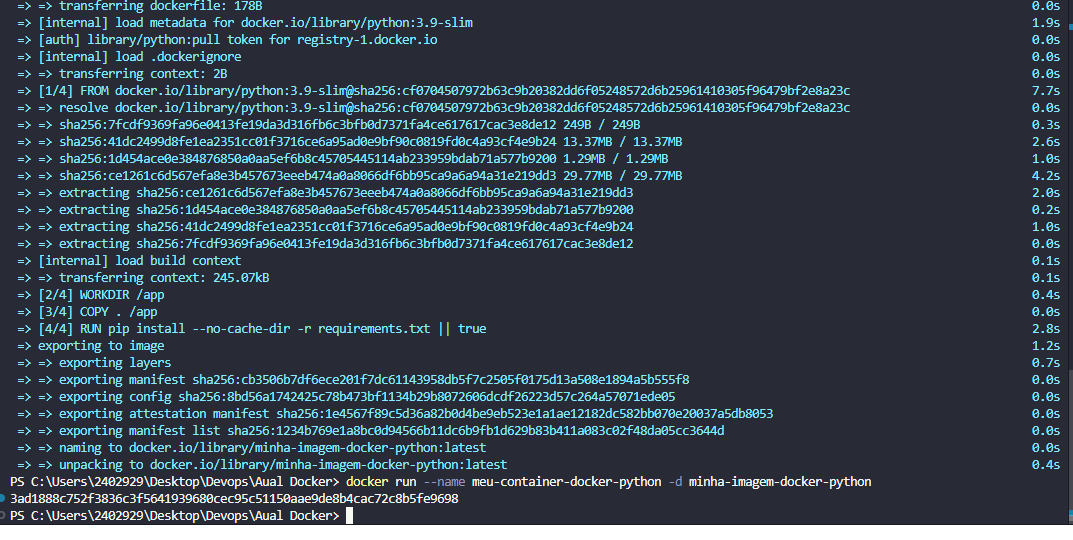 => => transferring dockerfile: 178B 0.0s
=> [internal] load metadata for docker.io/library/python:3.9-slim 1.9s
=> [auth] library/python:pull token for registry-1.docker.io 0.0s
=> [internal] load .dockerignore 0.0s
=> => transferring context: 2B 0.0s
=> [1/4] FROM docker.io/library/python:3.9-slim@sha256:cf0704507972b63c9b20382dd6f05248572d6b25961410305f96479bf2e8a23c 7.7s
=> => resolve docker.io/library/python:3.9-slim@sha256:cf0704507972b63c9b20382dd6f05248572d6b25961410305f96479bf2e8a23c 0.0s
=> => sha256:7fcdf9369fa96e0413fe19da3d316fb6c3bfb0d7371fa4ce617617cac3e8de12 249B / 249B 0.3s
=> => sha256:41dc2499d8fe1ea2351cc01f3716ce6a95ad0e9bf90c0819fd0c4a93cf4e9b24 13.37MB / 13.37MB 2.6s
=> => sha256:1d454ace0e384876850a0aa5ef6b8c45705445114ab233959bdab71a577b9200 1.29MB / 1.29MB 1.0s
=> => sha256:ce1261c6d567efa8e3b457673eeeb474a0a8066df6bb95ca9a6a94a31e219dd3 29.77MB / 29.77MB 4.2s
=> => extracting sha256:ce1261c6d567efa8e3b457673eeeb474a0a8066df6bb95ca9a6a94a31e219dd3 2.0s
=> => extracting sha256:1d454ace0e384876850a0aa5ef6b8c45705445114ab233959bdab71a577b9200 0.2s
=> => extracting sha256:41dc2499d8fe1ea2351cc01f3716ce6a95ad0e9bf90c0819fd0c4a93cf4e9b24 1.0s
=> => extracting sha256:7fcdf9369fa96e0413fe19da3d316fb6c3bfb0d7371fa4ce617617cac3e8de12 0.0s
=> [internal] load build context 0.1s
=> => transferring context: 245.07kB 0.1s
=> [2/4] WORKDIR /app 0.4s
=> [3/4] COPY . /app 0.0s
=> [4/4] RUN pip install --no-cache-dir -r requirements.txt || true 2.8s
=> exporting to image 1.2s
=> => exporting layers 0.7s
=> => exporting manifest sha256:cb3506b7df6ece201f7dc61143958db5f7c2505f0175d13a508e1894a5b555f8 0.0s
=> => exporting config sha256:8bd56a1742425c78b473bf1134b29b8072606dcdf26223d57c264a57071ede05 0.0s
=> => exporting attestation manifest sha256:1e4567f89c5d36a82b0d4be9eb523e1a1ae12182dc582bb070e20037a5db8053 0.0s
=> => exporting manifest list sha256:1234b769e1a8bc0d94566b11dc6b9fb1d629b83b411a083c02f48da05cc3644d 0.0s
=> => naming to docker.io/library/minha-imagem-docker-python:latest 0.0s
=> => unpacking to docker.io/library/minha-imagem-docker-python:latest 0.4s
PS C:\Users\2402929\Desktop\Devops\Aual Docker> docker run --name meu-container-docker-python -d minha-imagem-docker-python
3ad1888c752f3836c3f5641939680cec95c51150aae9de8b4cac72c8b5fe9698
PS C:\Users\2402929\Desktop\Devops\Aual Docker>